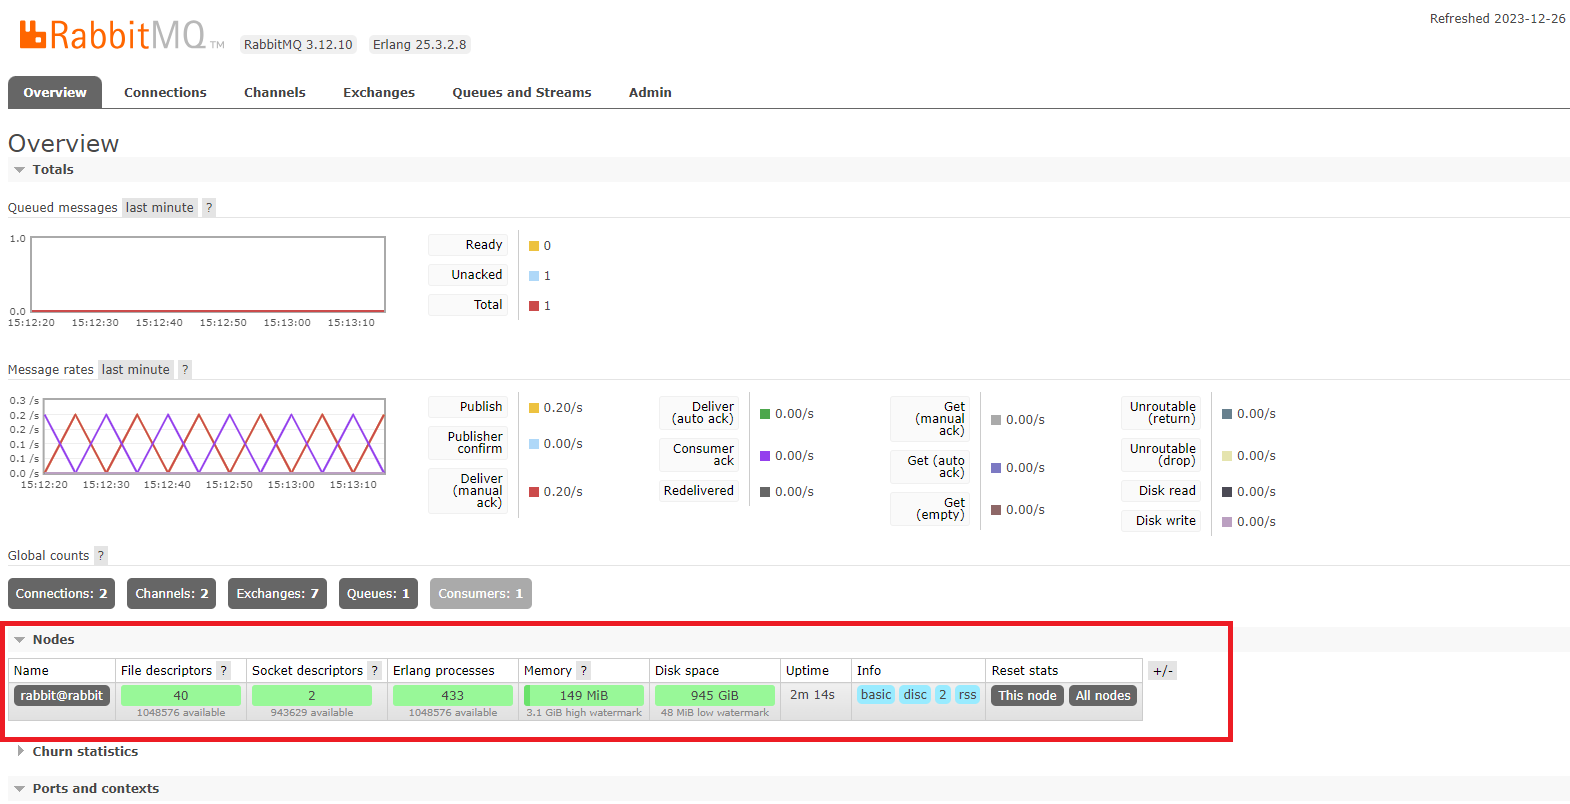 RabbitMQ TM RabbitMQ 3.12.10 Erlang 25.3.2.8
Refreshed 2023-12-26
Overview Connections Channels Exchanges Queues and Streams Admin
Overview
Totals
Queued messages last minute ?
1.0
0.0
15:12:20 15:12:30 15:12:40 15:12:50 15:13:00 15:13:10
Ready 0
Unacked 1
Total 1
Message rates last minute ?
0.3 /s
0.2 /s
0.2 /s
0.1 /s
0.1 /s
0.0 /s
15:12:20 15:12:30 15:12:40 15:12:50 15:13:00 15:13:10
Publish 0.20/s
Publisher
confirm 0.00/s
Deliver
(manual
ack) 0.20/s
Deliver
(auto ack) 0.00/s
Consumer
ack 0.00/s
Redelivered 0.00/s
Get
(manual
ack) 0.00/s
Get (auto
ack) 0.00/s
Get
(empty) 0.00/s
Unroutable
(return) 0.00/s
Unroutable
(drop) 0.00/s
Disk read 0.00/s
Disk write 0.00/s
Global counts ?
Connections: 2 Channels: 2 Exchanges: 7 Queues: 1 Consumers: 1
Nodes
Name File descriptors ? Socket descriptors ? Erlang processes Memory ? Disk space Uptime Info Reset stats +/-
rabbit@rabbit 40 2 433 149 MiB 945 GiB 2m 14s basic disc 2 rss This node All nodes
1048576 available 943629 available 1048576 available 3.1 GiB high watermark 48 MiB low watermark
Churn statistics
Ports and contexts